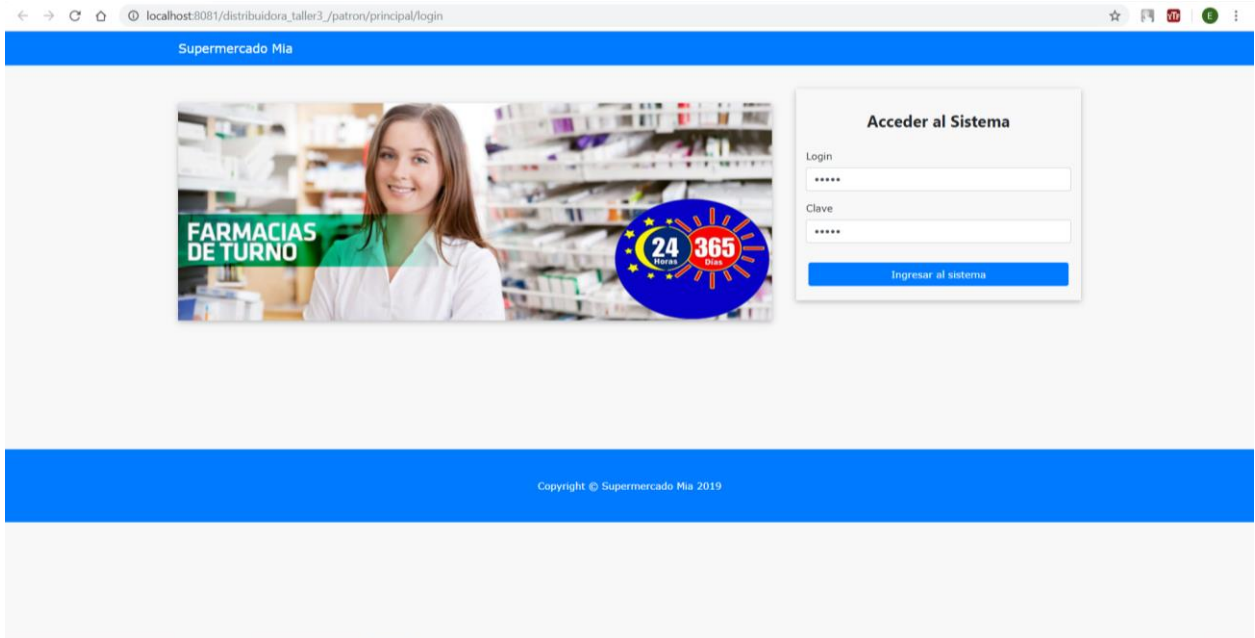 localhost:8081/distribuidora_taller3_/patron/principal/login
E
Supermercado Mia
FARMACIAS
DE TURNO
24
Horas
365
Días
Acceder al Sistema
Login
•••••
Clave
•••••
Ingresar al sistema
Copyright © Supermercado Mia 2019